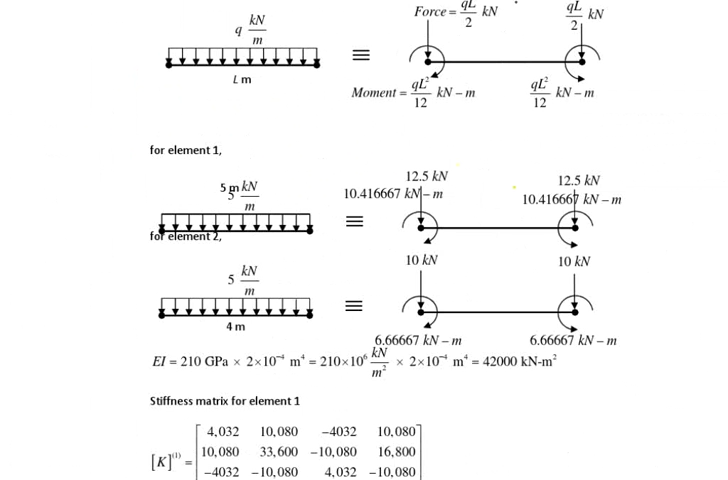 q kN/m ≡ Force = qL/2 kN qL/2 kN
L m Moment = qL²/12 kN – m qL²/12 kN – m
for element 1,
5 kN/m ≡ 12.5 kN 10.416667 kN – m 12.5 kN 10.416667 kN – m
5 m
for element 2,
5 kN/m ≡ 10 kN 10 kN
4 m 6.66667 kN – m 6.66667 kN – m
EI = 210 GPa × 2×10⁻⁴ m⁴ = 210×10⁶ kN/m² × 2×10⁻⁴ m⁴ = 42000 kN-m²
Stiffness matrix for element 1
[K]⁽¹⁾ =
4,032 10,080 −4032 10,080
10,080 33,600 −10,080 16,800
−4032 −10,080 4,032 −10,080